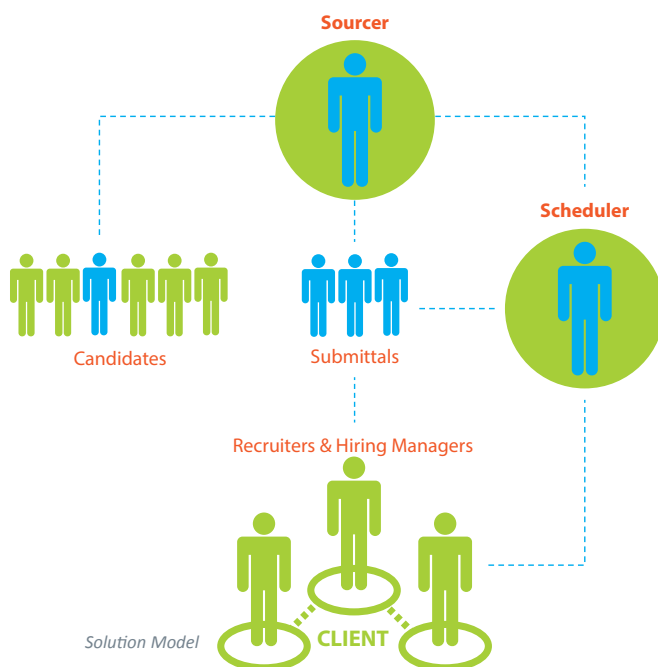 Sourcer
Scheduler
Candidates
Submittals
Recruiters & Hiring Managers
Solution Model
CLIENT